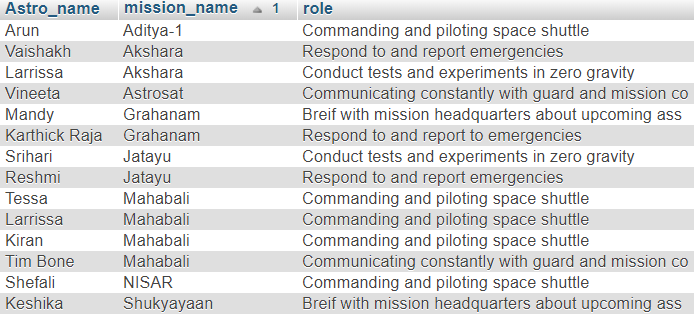 Astro_name mission_name 1 role
Arun Aditya-1 Commanding and piloting space shuttle
Vaishakh Akshara Respond to and report emergencies
Larrissa Akshara Conduct tests and experiments in zero gravity
Vineeta Astrosat Communicating constantly with guard and mission co
Mandy Grahanam Breif with mission headquarters about upcoming ass
Karthick Raja Grahanam Respond to and report to emergencies
Srihari Jatayu Conduct tests and experiments in zero gravity
Reshmi Jatayu Respond to and report emergencies
Tessa Mahabali Commanding and piloting space shuttle
Larrissa Mahabali Commanding and piloting space shuttle
Kiran Mahabali Commanding and piloting space shuttle
Tim Bone Mahabali Communicating constantly with guard and mission co
Shefali NISAR Commanding and piloting space shuttle
Keshika Shukyayaan Breif with mission headquarters about upcoming ass